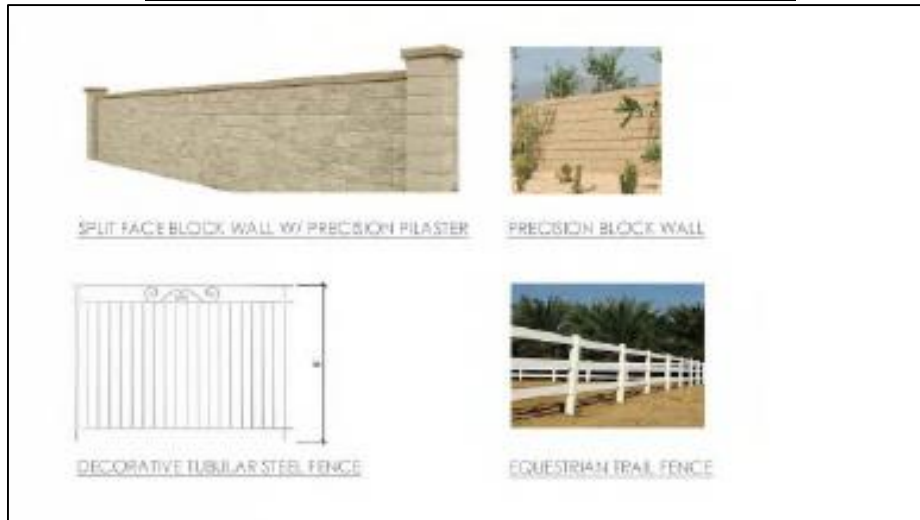 SPLIT FACE BLOCK WALL W/ PRECISION PILASTER
PRECISION BLOCK WALL
DECORATIVE TUBULAR STEEL FENCE
EQUESTRIAN TRAIL FENCE